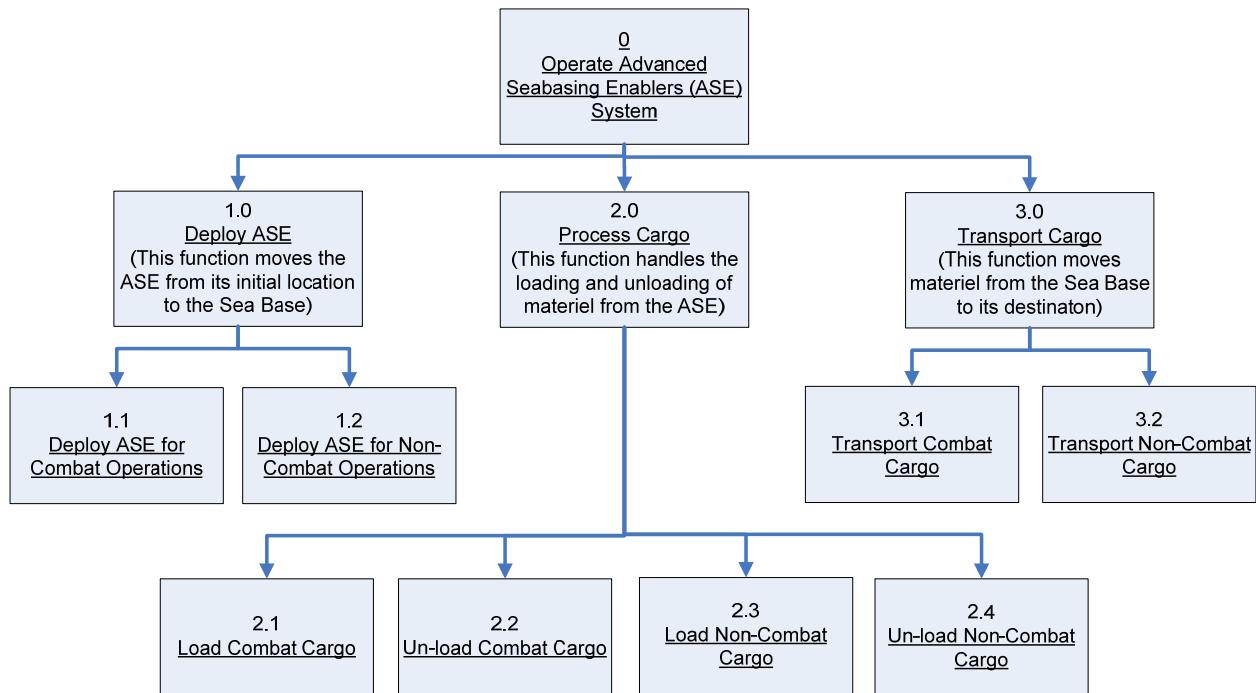 0
Operate Advanced
Seabasing Enablers (ASE)
System
1.0
Deploy ASE
(This function moves the
ASE from its initial location
to the Sea Base)
2.0
Process Cargo
(This function handles the
loading and unloading of
materiel from the ASE)
3.0
Transport Cargo
(This function moves
materiel from the Sea Base
to its destinaton)
1.1
Deploy ASE for
Combat Operations
1.2
Deploy ASE for Non-
Combat Operations
3.1
Transport Combat
Cargo
3.2
Transport Non-Combat
Cargo
2.1
Load Combat Cargo
2.2
Un-load Combat Cargo
2.3
Load Non-Combat
Cargo
2.4
Un-load Non-Combat
Cargo